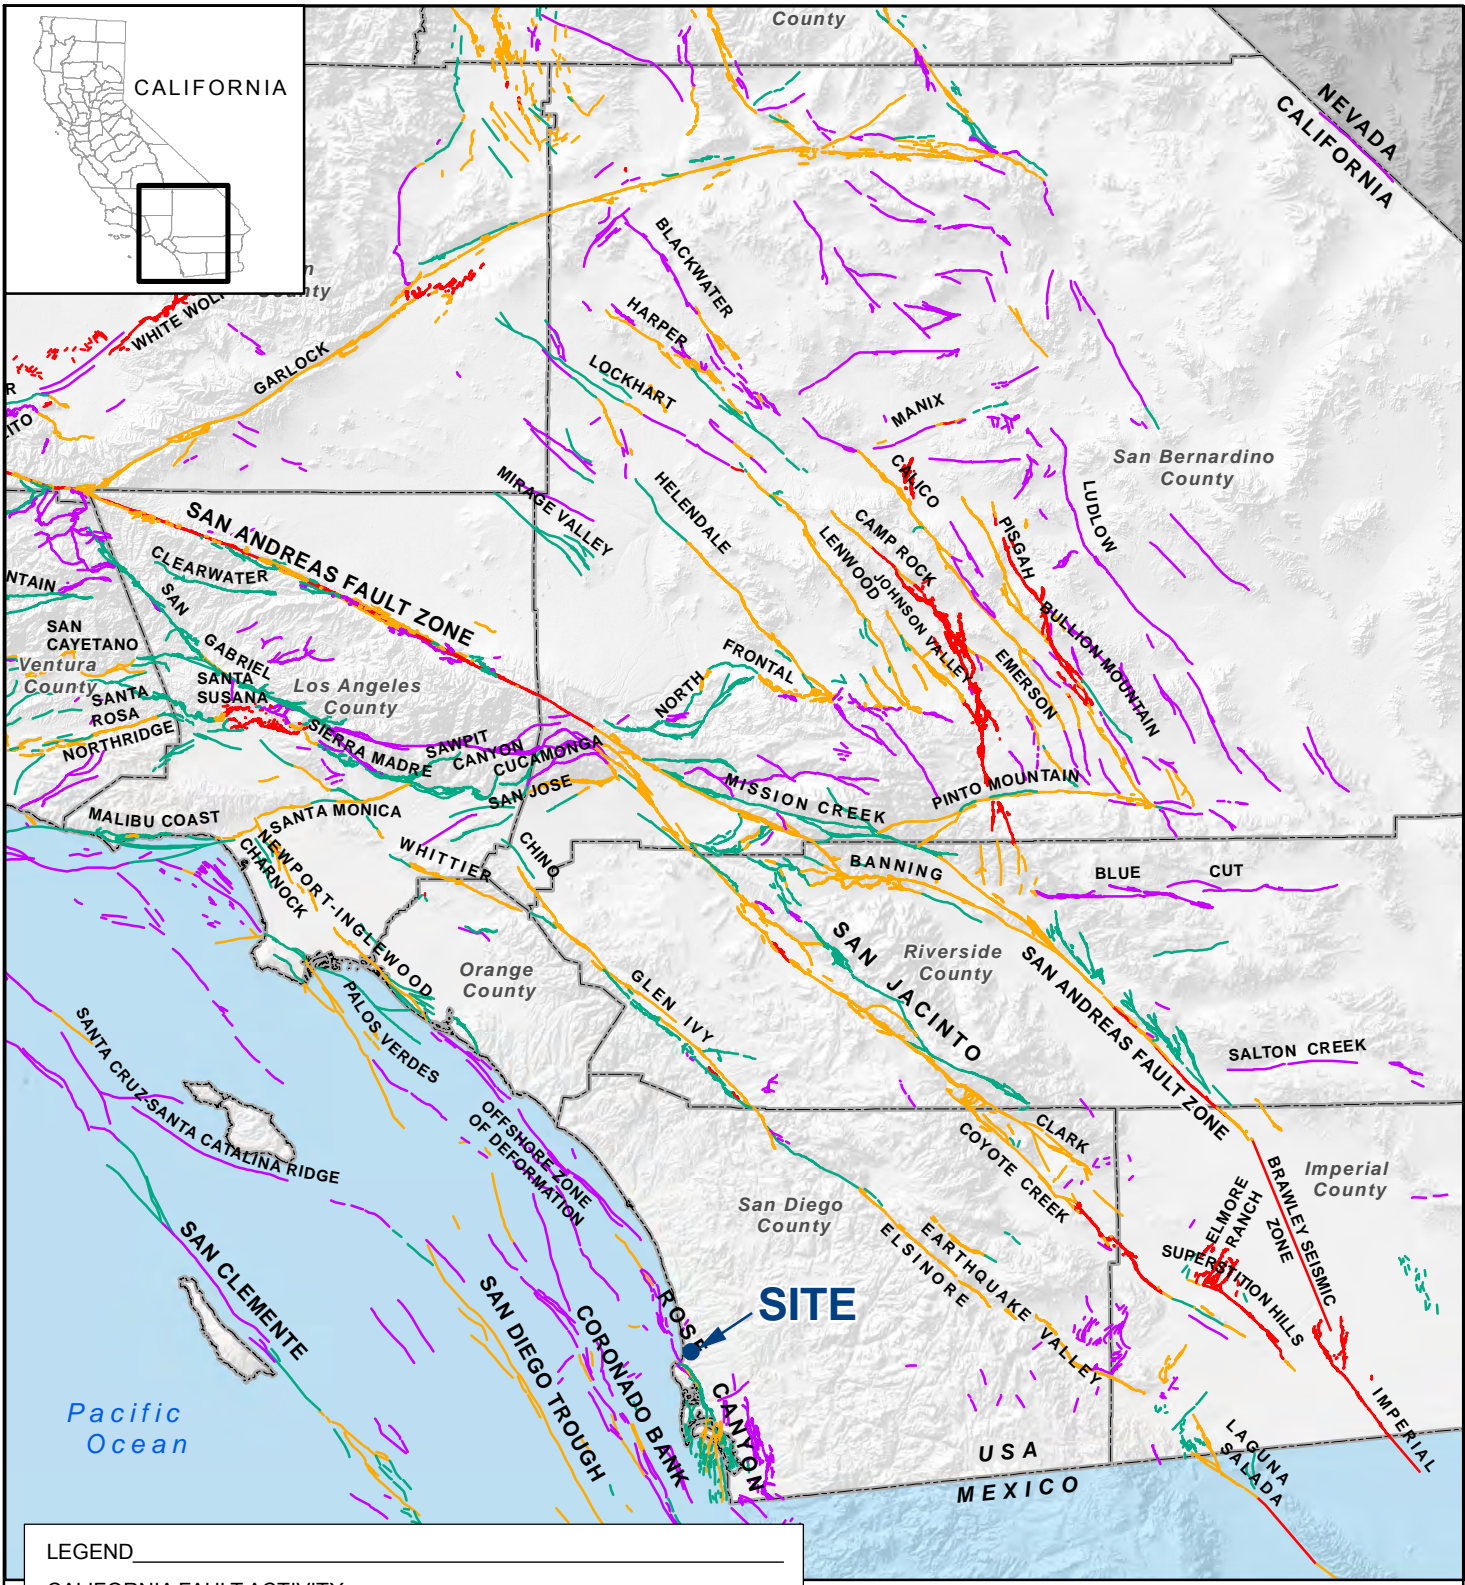 County
CALIFORNIA
NEVADA
CALIFORNIA
n
County
WHITE WOLF
BLACKWATER
HARPER
GARLOCK
LOCKHART
R
LITO
MANIX
San Bernardino
County
CALICO
LUDLOW
MIRAGE VALLEY
HELENDALE
SAN ANDREAS FAULT ZONE
CAMP ROCK
PISGAH
LENWOOD
CLEARWATER
JOHNSON VALLEY
NTAIN
SAN
GABRIEL
BULLION MOUNTAIN
SAN
CAYETANO
Ventura
County
FRONTAL
NORTH
EMERSON
SANTA
SUSANA
Los Angeles
County
SANTA
ROSA
NORTHRIDGE
SIERRA MADRE
SAWPIT
CANYON
CUCAMONGA
SAN JOSE
MISSION CREEK
PINTO MOUNTAIN
MALIBU COAST
SANTA MONICA
NEWPORT-INGLEWOOD
CHARNOCK
WHITTIER
CHINO
BANNING
BLUE CUT
SAN JACINTO
Riverside
County
Orange
County
SAN ANDREAS FAULT ZONE
GLEN IVY
PALOS VERDES
SANTA CRUZ-SANTA CATALINA RIDGE
SALTON CREEK
OFFSHORE ZONE
OF DEFORMATION
CLARK
COYOTE CREEK
BRAWLEY SEISMIC
ZONE
Imperial
County
ELMORE
RANCH
San Diego
County
SUPERSTITION HILLS
EARTHQUAKE VALLEY
ELSINORE
SAN CLEMENTE
SAN DIEGO TROUGH
CORONADO BANK
ROSE CANYON
SITE
IMPERIAL
Pacific
Ocean
LAGUNA
SALADA
USA
MEXICO
LEGEND
CALIFORNIA FAULT ACTIVITY